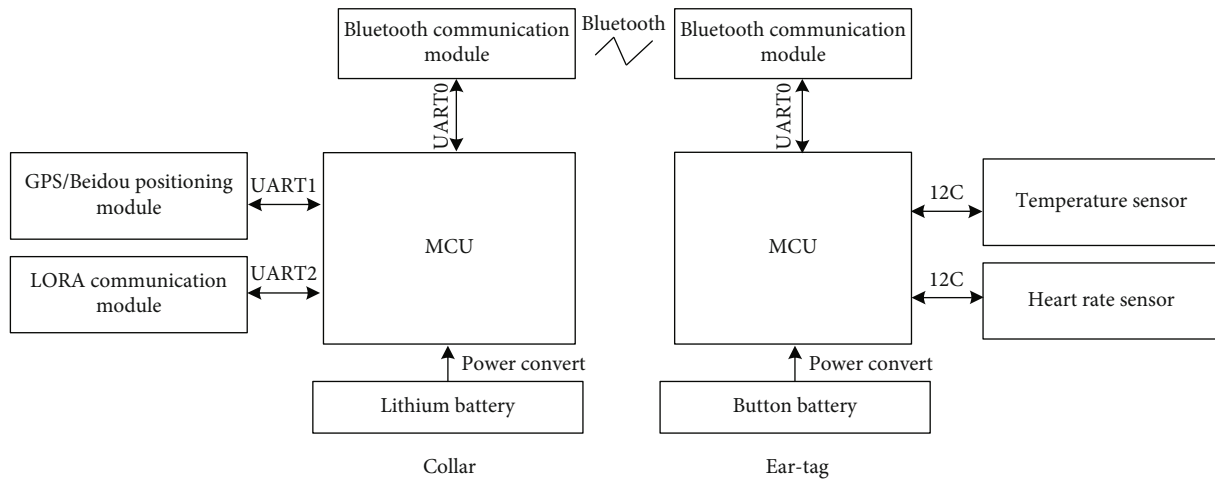 Bluetooth communication
module
Bluetooth
Bluetooth communication
module
UART0
UART0
GPS/Beidou positioning
module
UART1
LORA communication
module
UART2
MCU
MCU
12C
Temperature sensor
12C
Heart rate sensor
Power convert
Lithium battery
Power convert
Button battery
Collar
Ear-tag